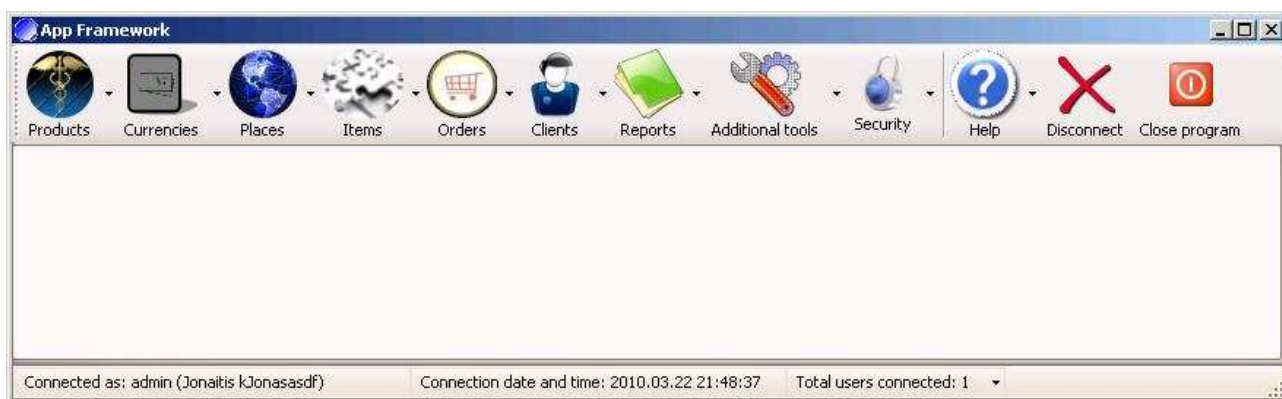 App Framework
Products Currencies Places Items Orders Clients Reports Additional tools Security Help Disconnect Close program
Connected as: admin (Jonaitis kJonasasdf) Connection date and time: 2010.03.22 21:48:37 Total users connected: 1